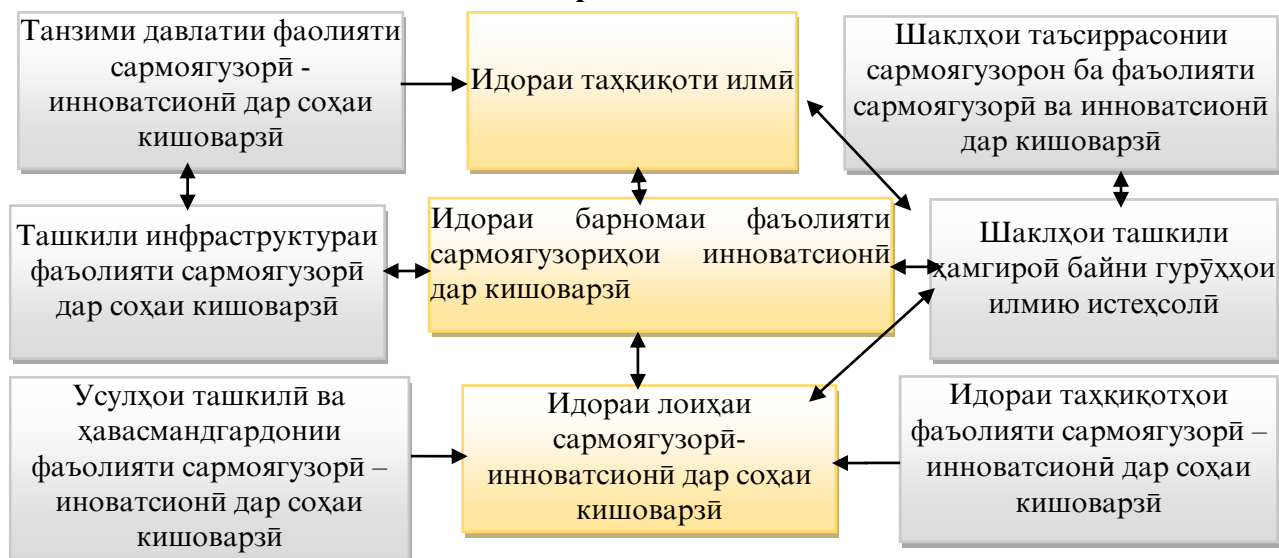 Танзими давлатии фаолияти
сармоягузорӣ -
инноватсионӣ дар соҳаи
кишоварзӣ
Идораи таҳқиқоти илмӣ
Шаклҳои таъсиррасонии
сармоягузорон ба фаъолияти
сармоягузорӣ ва инноватсионӣ
дар кишоварзӣ
Ташкили инфраструктураи
фаъолияти сармоягузорӣ
дар соҳаи кишоварзӣ
Идораи барномаи фаъолияти
сармоягузориҳои инноватсионӣ
дар кишоварзӣ
Шаклҳои ташкили
ҳамгироӣ байни гурӯҳҳои
илмию истеҳсолӣ
Усулҳои ташкилӣ ва
ҳавасмандгардонии
фаъолияти сармоягузорӣ –
иноватсионӣ дар соҳаи
кишоварзӣ
Идораи лоиҳаи
сармоягузорӣ-
инноватсионӣ дар соҳаи
кишоварзӣ
Идораи таҳқиқотҳои
фаъолияти сармоягузорӣ –
инноватсионӣ дар соҳаи
кишоварзӣ